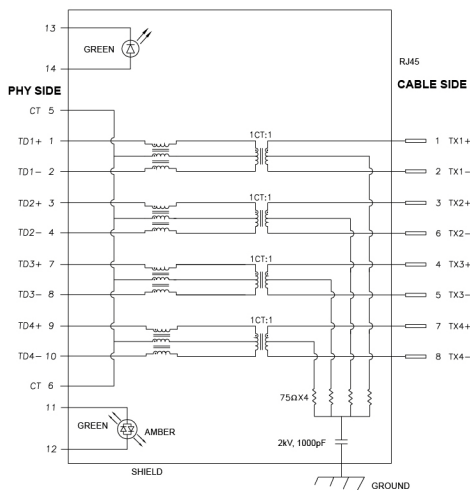 13
GREEN
14
RJ45
PHY SIDE
CABLE SIDE
CT 5
TD1+ 1
1CT:1
1 TX1+
TD1- 2
2 TX1-
TD2+ 3
1CT:1
3 TX2+
TD2- 4
6 TX2-
TD3+ 7
1CT:1
4 TX3+
TD3- 8
5 TX3-
TD4+ 9
1CT:1
7 TX4+
TD4- 10
8 TX4-
CT 6
75ΩX4
11
GREEN
AMBER
12
2kV, 1000pF
SHIELD
GROUND